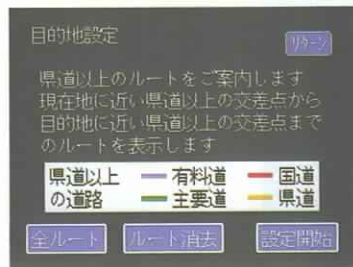 目的地設定
リターン
県道以上のルートをご案内します
現在地に近い県道以上の交差点から
目的地に近い県道以上の交差点まで
のルートを表示します
県道以上 有料道 国道
の道路 主要道 県道
全ルート ルート消去 設定開始